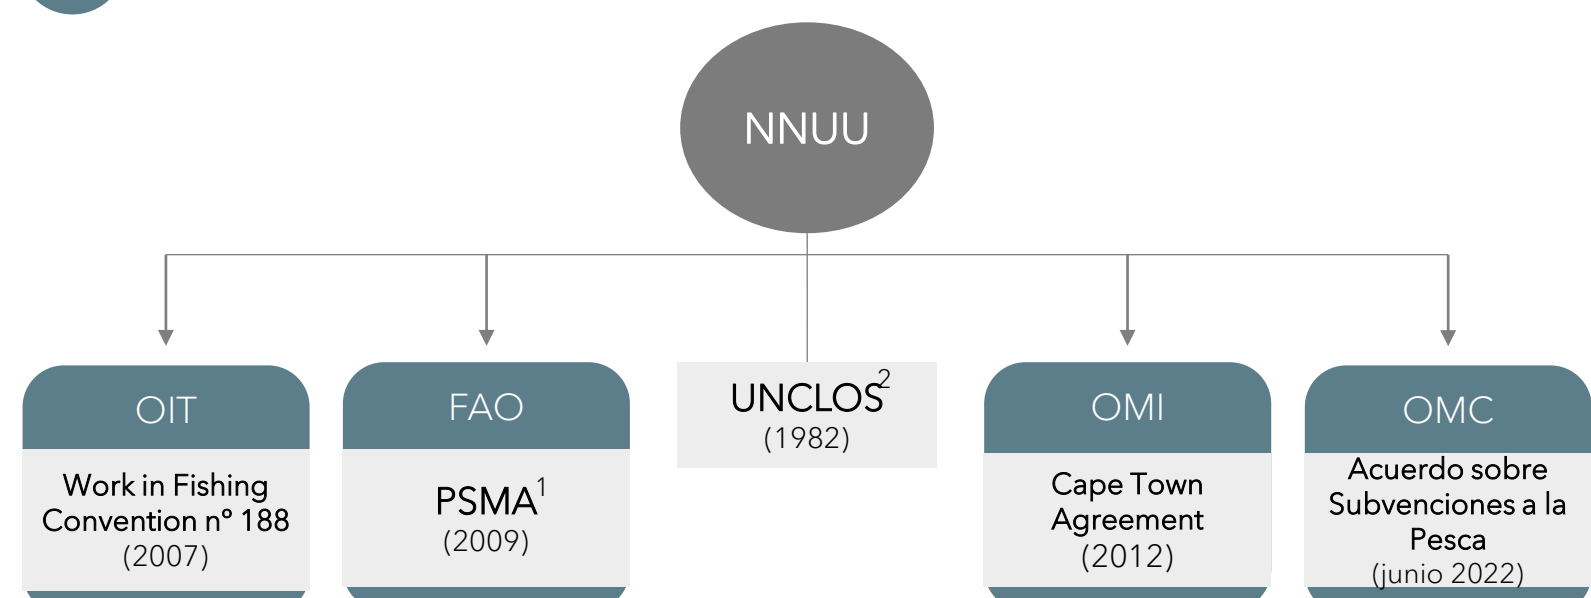 NNUU
OIT
Work in Fishing
Convention nº 188
(2007)
FAO
PSMA1
(2009)
UNCLOS2
(1982)
OMI
Cape Town
Agreement
(2012)
OMC
Acuerdo sobre
Subvenciones a la
Pesca
(junio 2022)